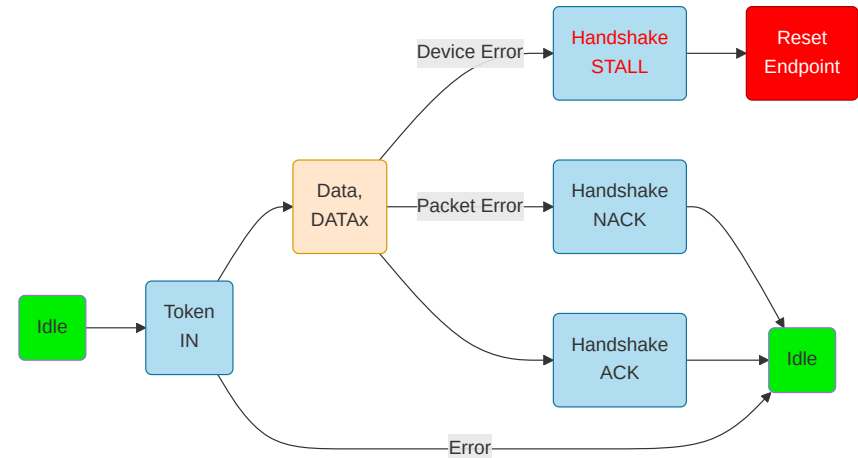 Device Error
Handshake
STALL
Reset
Endpoint
Data,
DATAx
Packet Error
Handshake
NACK
Idle
Token
IN
Handshake
ACK
Idle
Error